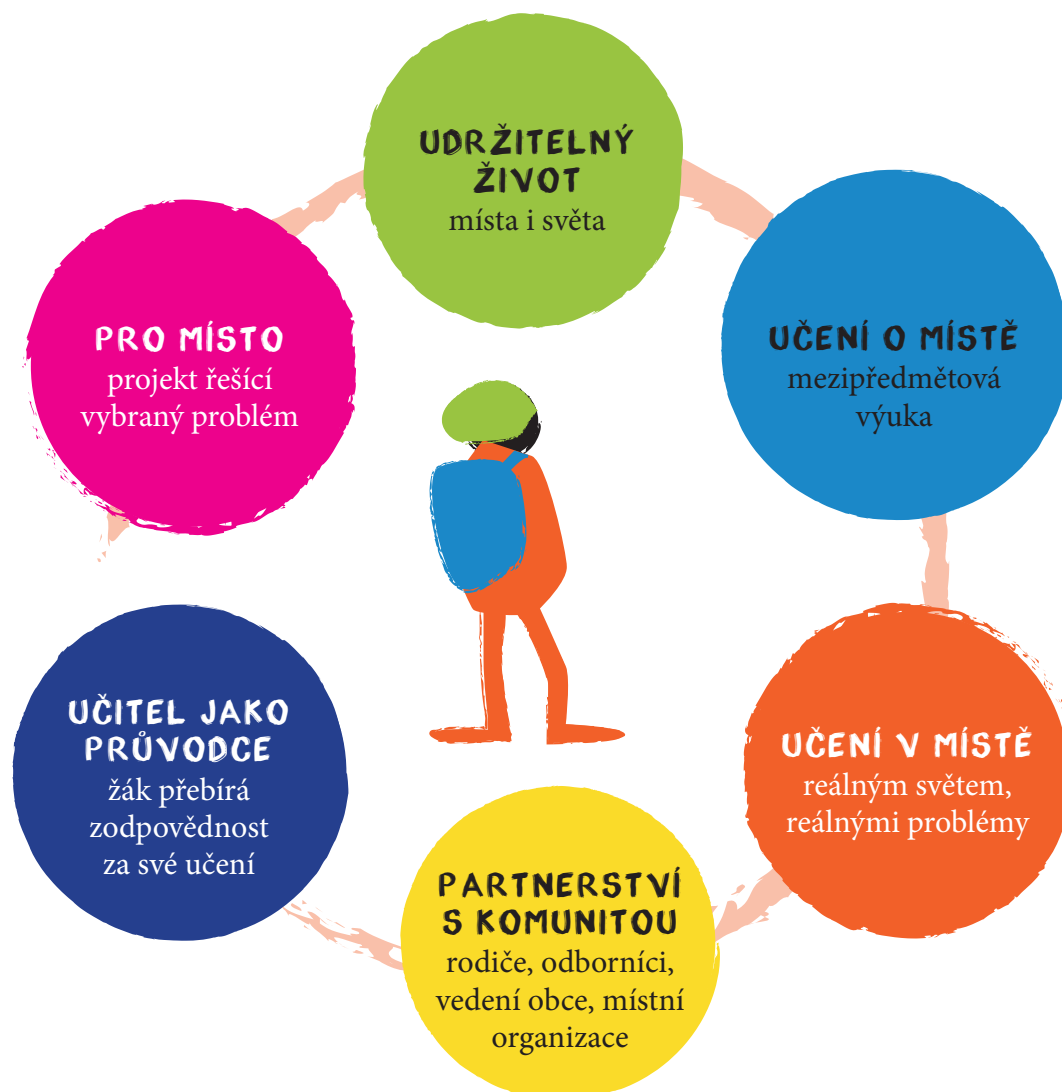 UDRŽITELNÝ
ŽIVOT
místa i světa
UČENÍ O MÍSTĚ
mezipředmětová
výuka
UČENÍ V MÍSTĚ
reálným světem,
reálnými problémy
PARTNERSTVÍ
S KOMUNITOU
rodiče, odborníci,
vedení obce, místní
organizace
UČITEL JAKO
PRŮVODCE
žák přebírá
zodpovědnost
za své učení
PRO MÍSTO
projekt řešící
vybraný problém